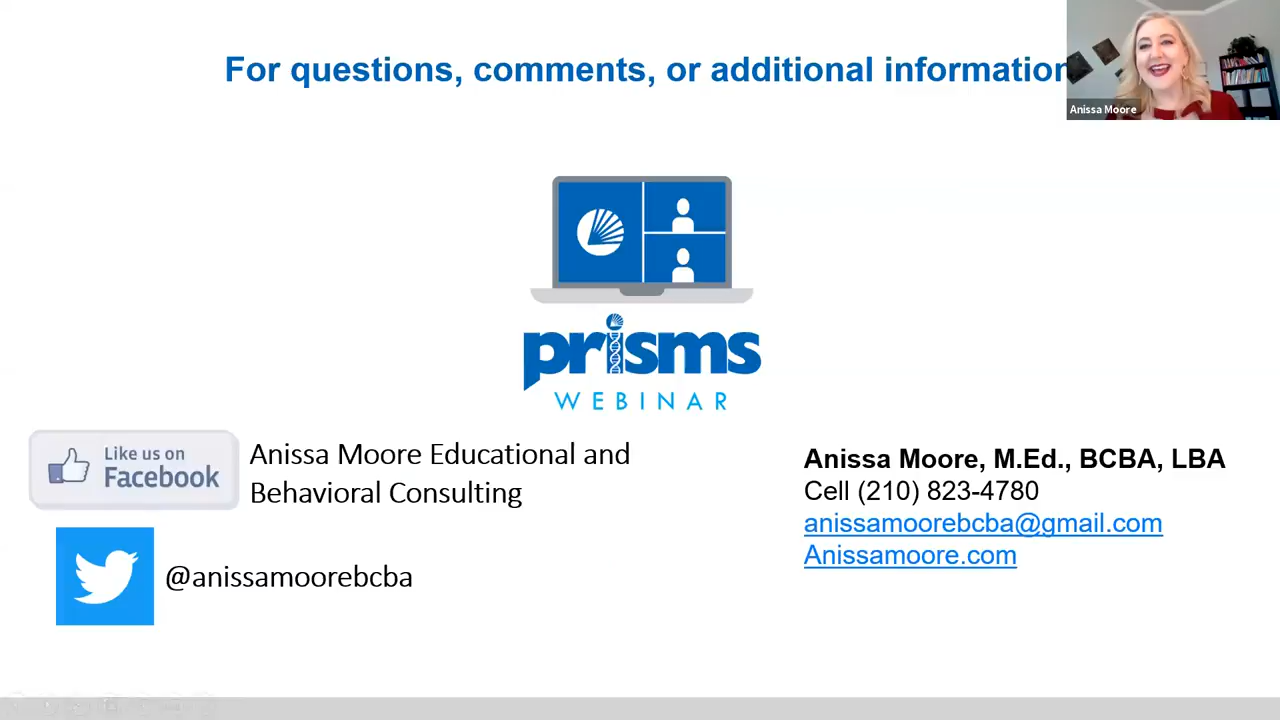 For questions, comments, or additional information
Anissa Moore
prisms
WEBINAR
Like us on
Facebook
Anissa Moore Educational and
Behavioral Consulting
@anissamoorebcba
Anissa Moore, M.Ed., BCBA, LBA
Cell (210) 823-4780
anissamoorebcba@gmail.com
Anissamoore.com